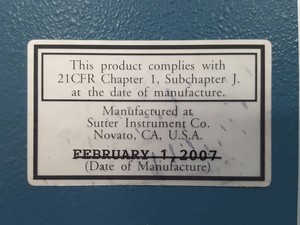 This product complies with
21CFR Chapter 1, Subchapter J.
at the date of manufacture.
Manufactured at
Sutter Instrument Co.
Novato, CA, U.S.A.
FEBRUARY 1,2007
(Date of Manufacture)